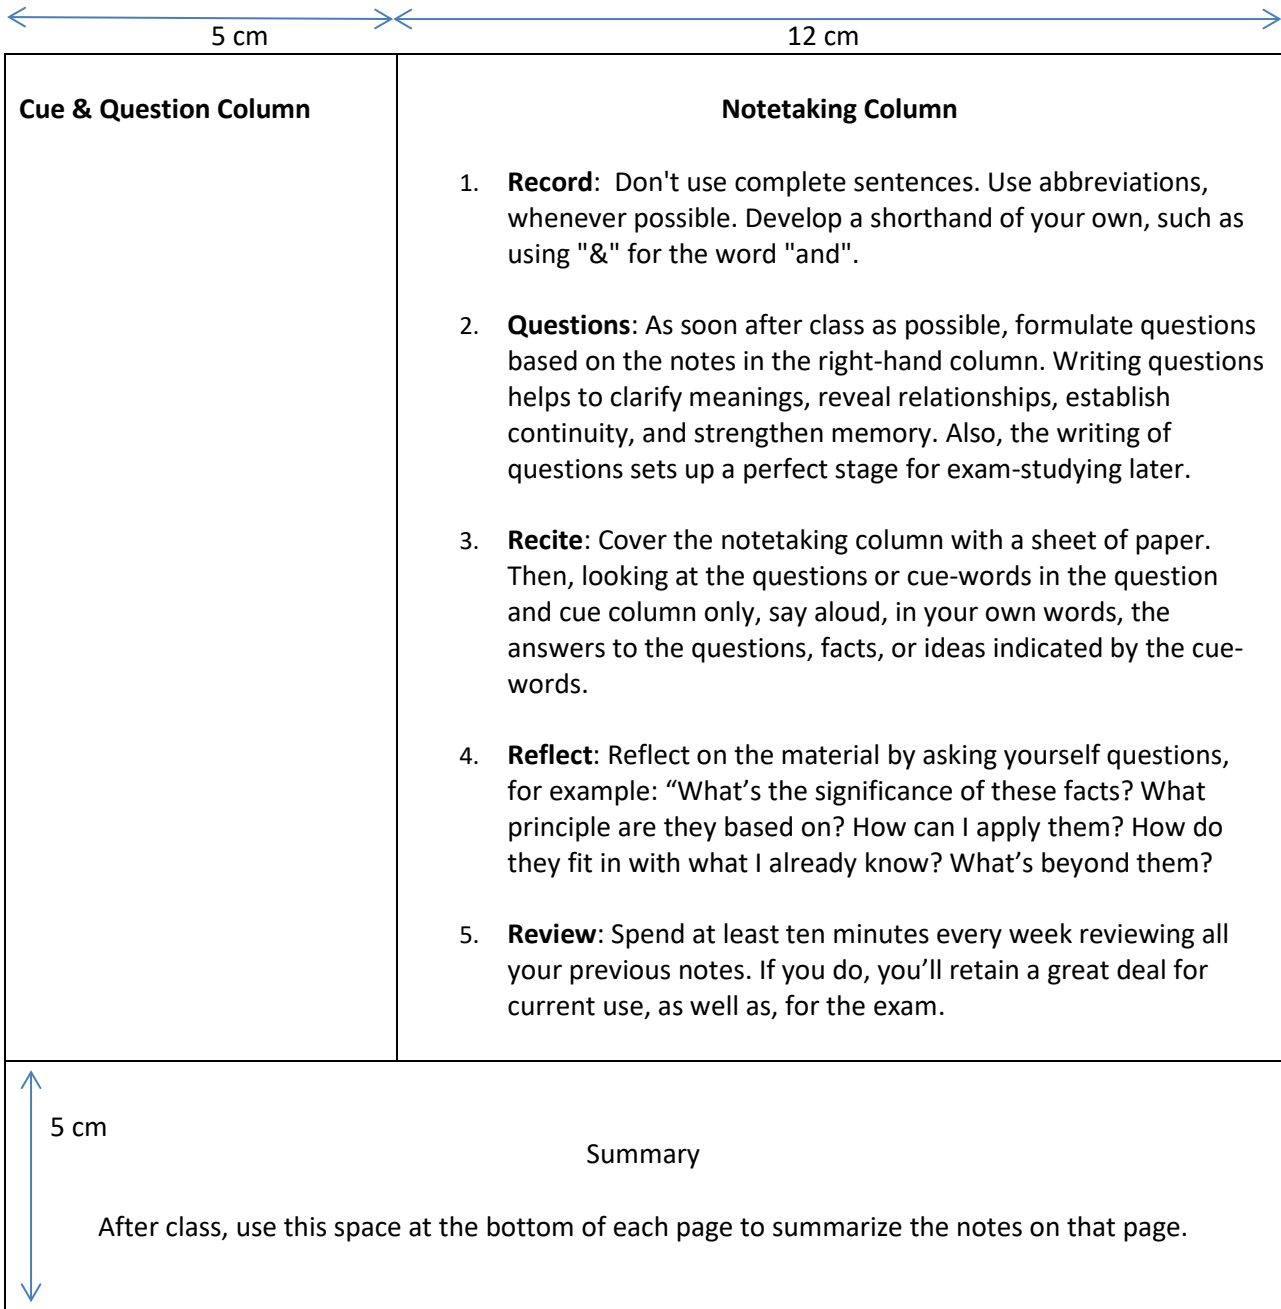 5 cm
12 cm
Cue & Question Column
Notetaking Column
1. Record: Don't use complete sentences. Use abbreviations,
whenever possible. Develop a shorthand of your own, such as
using "&" for the word "and".
2. Questions: As soon after class as possible, formulate questions
based on the notes in the right-hand column. Writing questions
helps to clarify meanings, reveal relationships, establish
continuity, and strengthen memory. Also, the writing of
questions sets up a perfect stage for exam-studying later.
3. Recite: Cover the notetaking column with a sheet of paper.
Then, looking at the questions or cue-words in the question
and cue column only, say aloud, in your own words, the
answers to the questions, facts, or ideas indicated by the cue-
words.
4. Reflect: Reflect on the material by asking yourself questions,
for example: “What’s the significance of these facts? What
principle are they based on? How can I apply them? How do
they fit in with what I already know? What’s beyond them?
5. Review: Spend at least ten minutes every week reviewing all
your previous notes. If you do, you’ll retain a great deal for
current use, as well as, for the exam.
5 cm
Summary
After class, use this space at the bottom of each page to summarize the notes on that page.